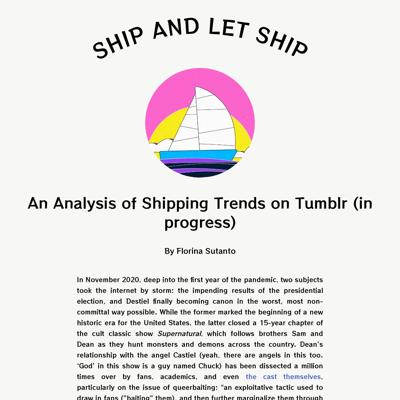 SHIP AND LET SHIP
An Analysis of Shipping Trends on Tumblr (in
progress)
By Florina Sutanto
In November 2020, deep into the first year of the pandemic, two subjects
took the internet by storm: the impending results of the presidential
election, and Destiel finally becoming canon in the worst, most non-
committal way possible. While the former marked the beginning of a new
historic era for the United States, the latter closed a 15-year chapter of
the cult classic show Supernatural, which follows brothers Sam and
Dean as they hunt monsters and demons across the country. Dean's
relationship with the angel Castiel (yeah, there are angels in this too.
'God' in this show is a guy named Chuck) has been dissected a million
times over by fans, academics, and even the cast themselves,
particularly on the issue of queerbaiting: "an exploitative tactic used to
draw in fans ("baiting" them), and then further marginalize them through